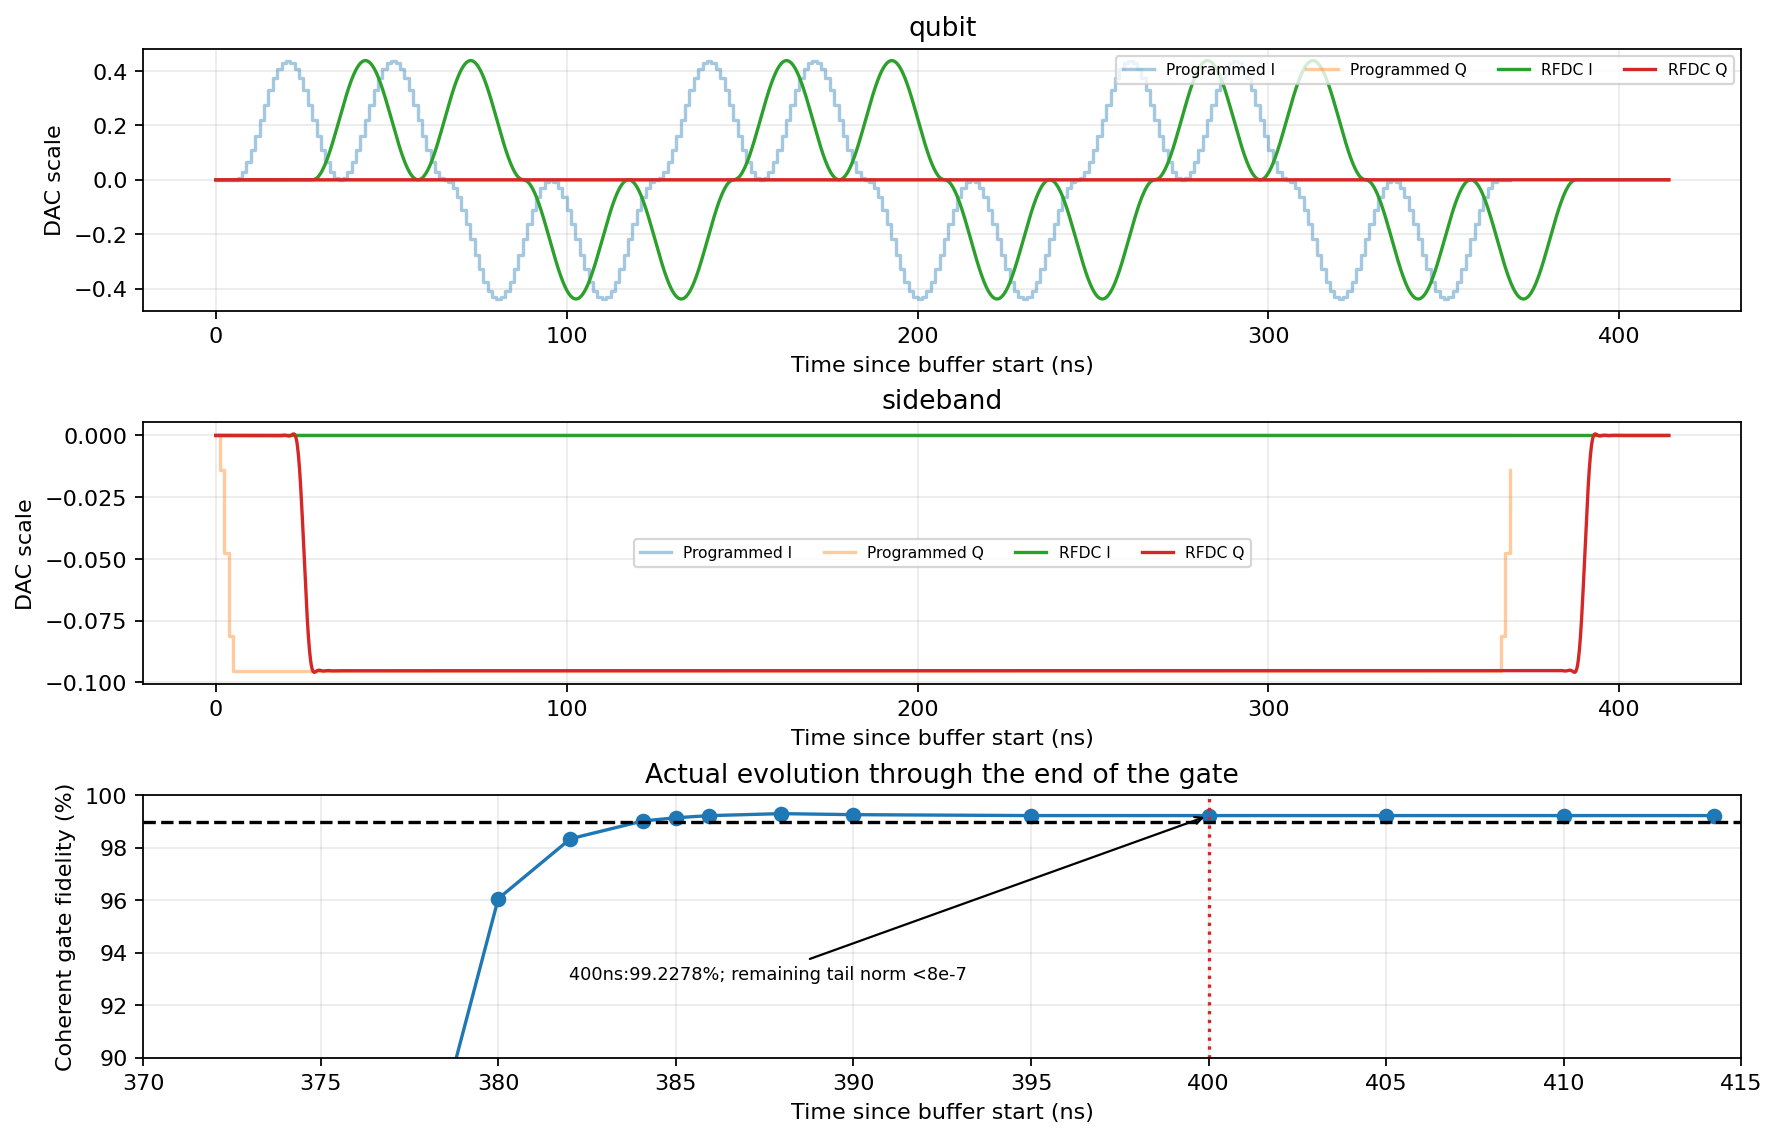 qubit
DAC scale
0.4
0.2
0.0
−0.2
−0.4
Programmed I Programmed Q RFDC I RFDC Q
0 100 200 300 400
Time since buffer start (ns)
sideband
DAC scale
0.000
−0.025
−0.050
−0.075
−0.100
Programmed I Programmed Q RFDC I RFDC Q
0 100 200 300 400
Time since buffer start (ns)
Actual evolution through the end of the gate
Coherent gate fidelity (%)
100
98
96
94
92
90
400ns:99.2278%; remaining tail norm <8e-7
370 375 380 385 390 395 400 405 410 415
Time since buffer start (ns)